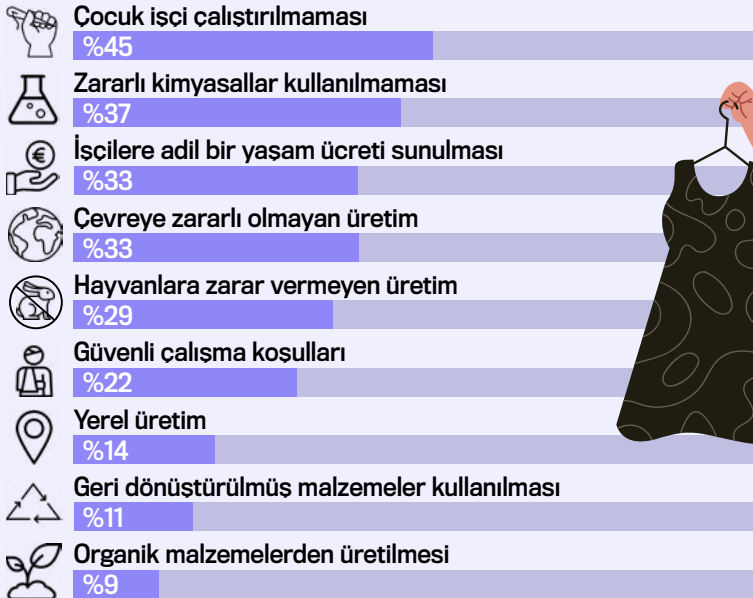 Çocuk işçi çalıştırılmaması
%45
Zararlı kimyasallar kullanılmaması
%37
İşçilere adil bir yaşam ücreti sunulması
%33
Çevreye zararlı olmayan üretim
%33
Hayvanlara zarar vermeyen üretim
%29
Güvenli çalışma koşulları
%22
Yerel üretim
%14
Geri dönüştürülmüş malzemeler kullanılması
%11
Organik malzemelerden üretilmesi
%9